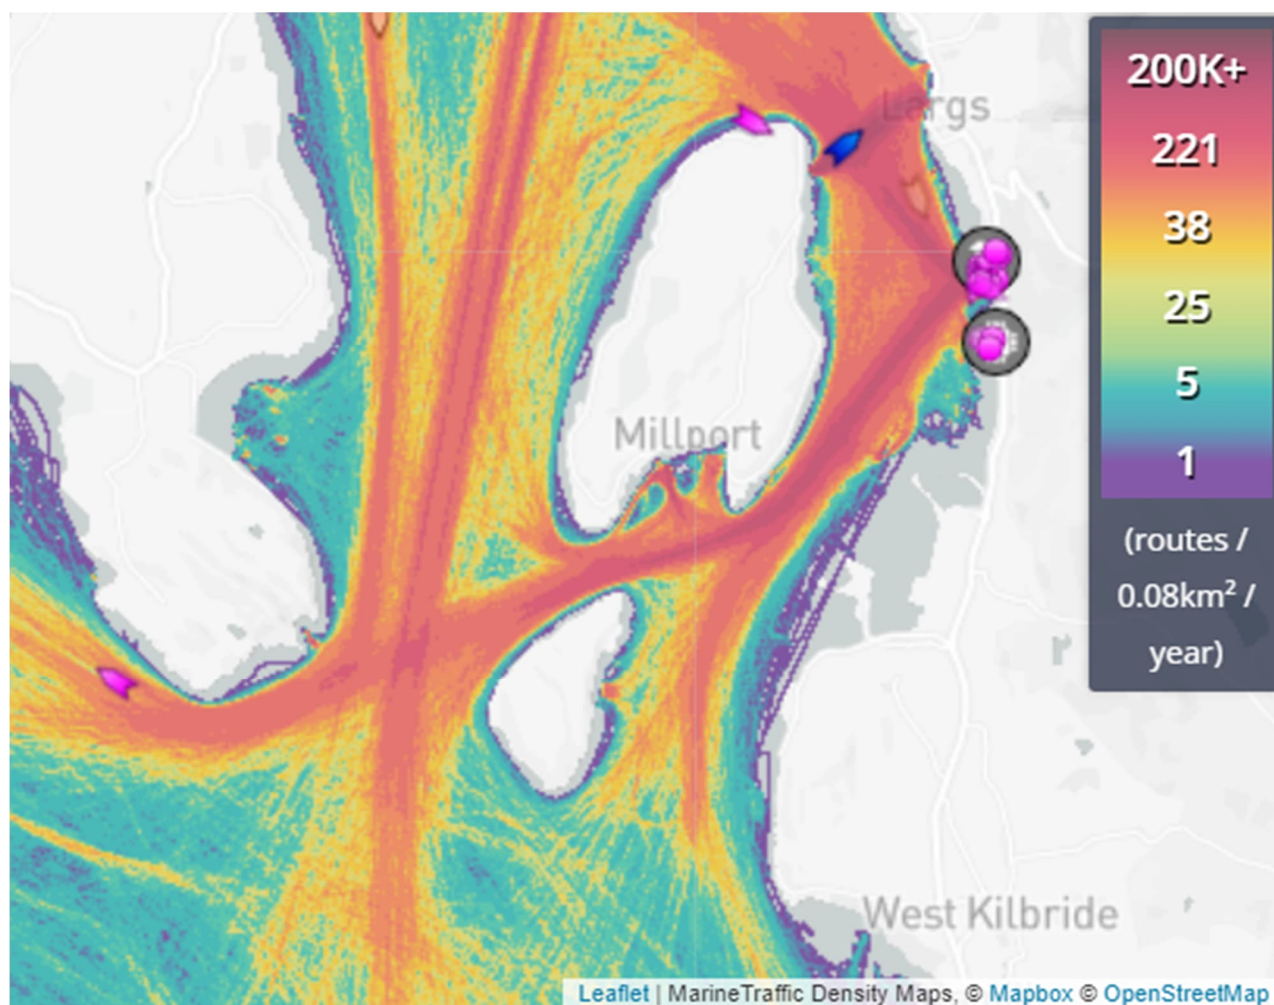 200K+
Largs
221
38
25
5
Millport
1
(routes /
0.08km² /
year)
West Kilbride
Leaflet | MarineTraffic Density Maps, © Mapbox © OpenStreetMap